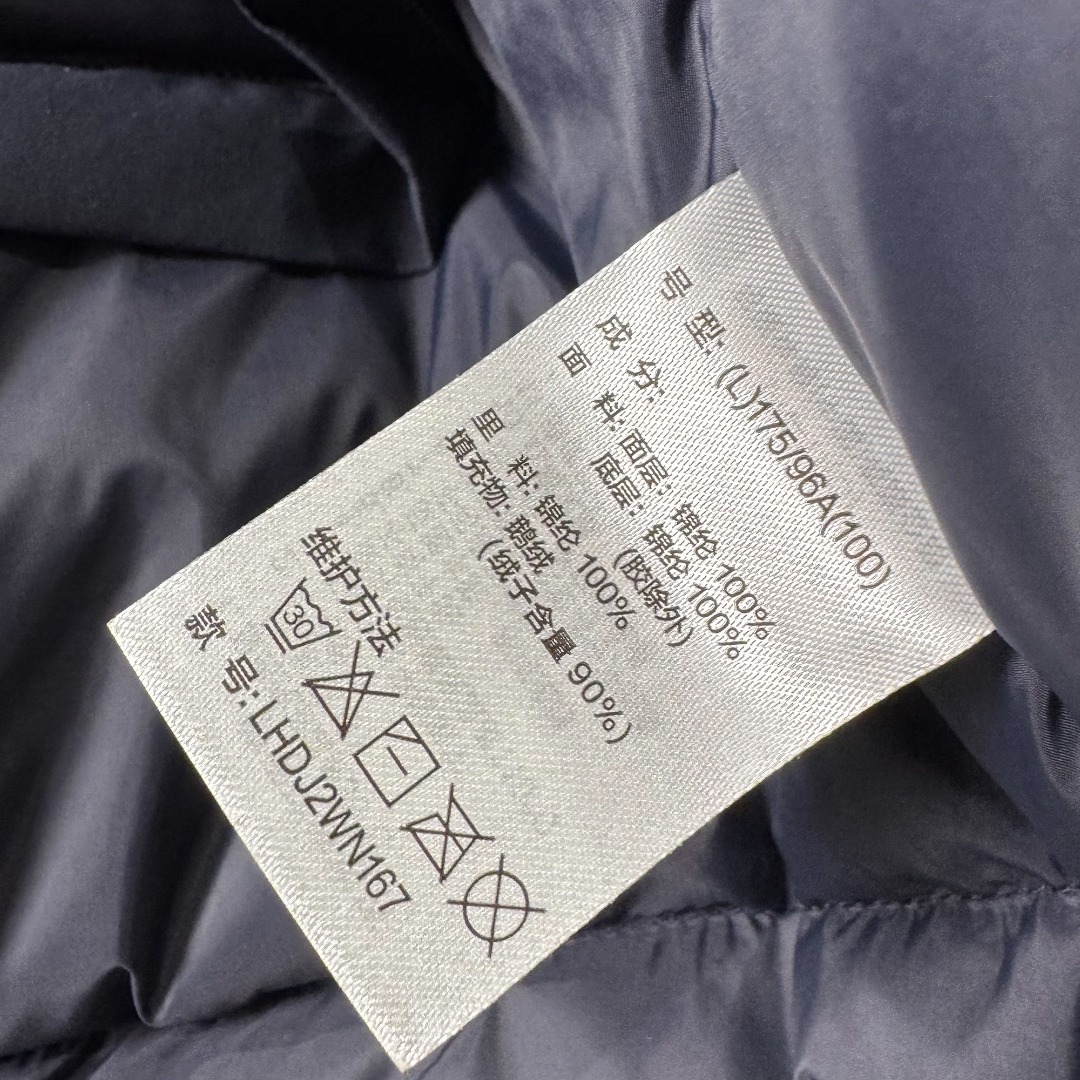 号 型: (L)175/96A(100)
成 分:
面 料: 面层: 锦纶 100%
底层: 锦纶 100%
(胶除外)
里 料: 锦纶 100%
填充物: 鹅绒
(绒子含量 90%)
维护方法
30
款 号: LHDJ2WN167